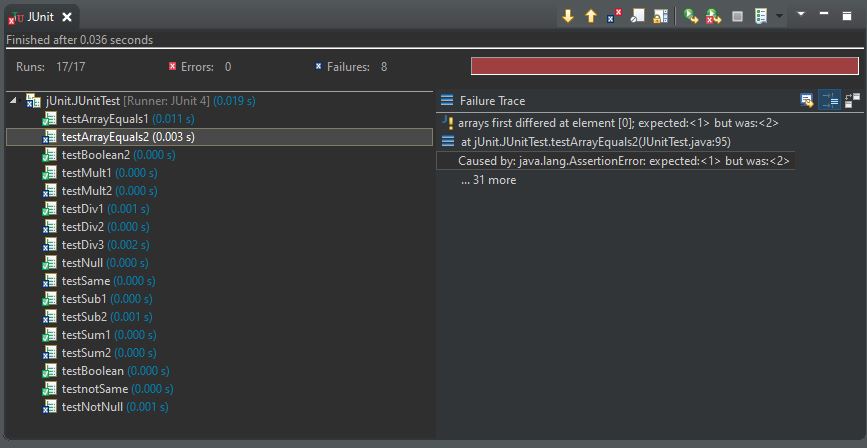 JUnit
Finished after 0.036 seconds
Runs: 17/17 Errors: 0 Failures: 8
jUnit.JUnitTest [Runner: JUnit 4] (0.019 s)
testArrayEquals1 (0.011 s)
testArrayEquals2 (0.003 s)
testBoolean2 (0.000 s)
testMult1 (0.000 s)
testMult2 (0.000 s)
testDiv1 (0.001 s)
testDiv2 (0.000 s)
testDiv3 (0.002 s)
testNull (0.000 s)
testSame (0.000 s)
testSub1 (0.000 s)
testSub2 (0.001 s)
testSum1 (0.000 s)
testSum2 (0.000 s)
testBoolean (0.000 s)
testnotSame (0.000 s)
testNotNull (0.001 s)
Failure Trace
arrays first differed at element [0]; expected:<1> but was:<2>
at jUnit.JUnitTest.testArrayEquals2(JUnitTest.java:95)
Caused by: java.lang.AssertionError: expected:<1> but was:<2>
... 31 more